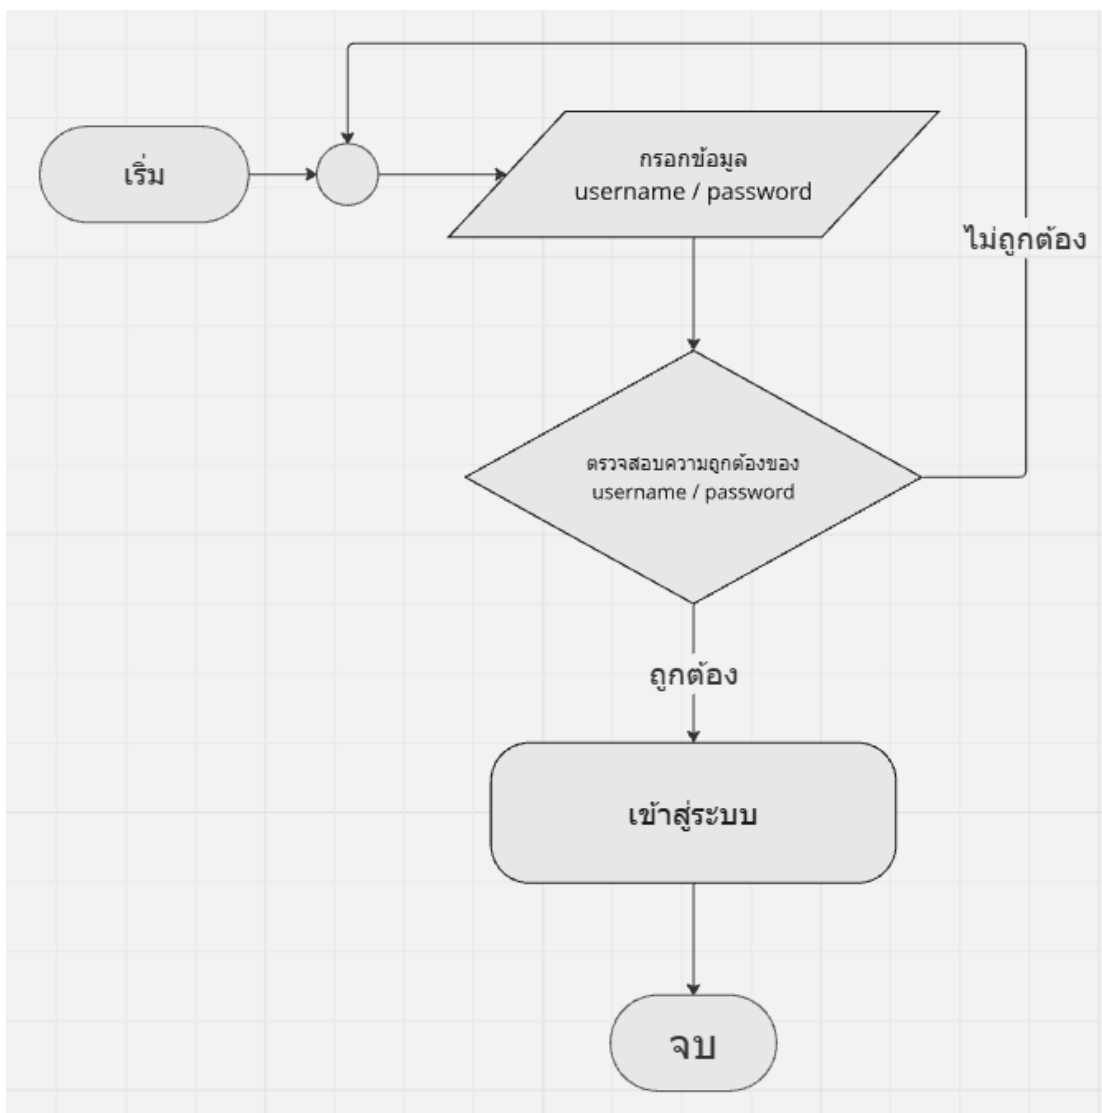 เริ่ม
กรอกข้อมูล
username / password
ไม่ถูกต้อง
ตรวจสอบความถูกต้องของ
username / password
ถูกต้อง
เข้าสู่ระบบ
จบ